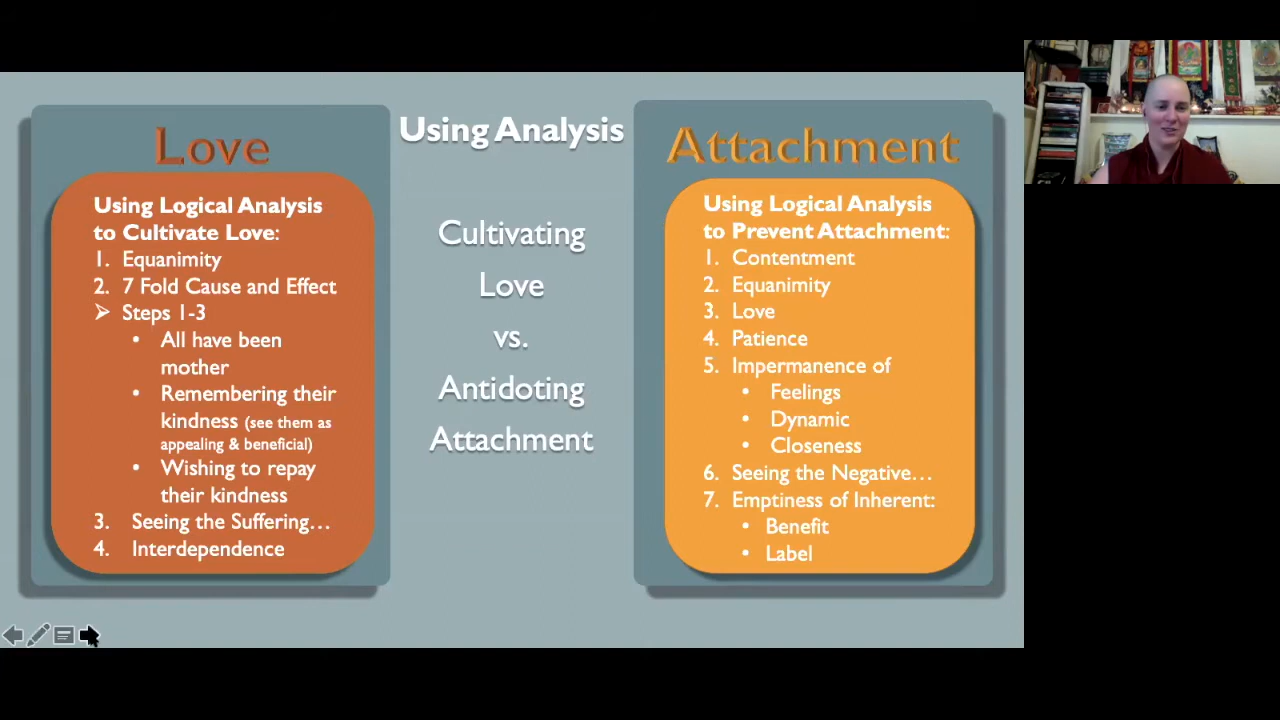 Love
Using Logical Analysis
to Cultivate Love:
1. Equanimity
2. 7 Fold Cause and Effect
➢ Steps 1-3
• All have been
mother
• Remembering their
kindness (see them as
appealing & beneficial)
• Wishing to repay
their kindness
3. Seeing the Suffering…
4. Interdependence
Using Analysis
Cultivating
Love
vs.
Antidoting
Attachment
Attachment
Using Logical Analysis
to Prevent Attachment:
1. Contentment
2. Equanimity
3. Love
4. Patience
5. Impermanence of
• Feelings
• Dynamic
• Closeness
6. Seeing the Negative…
7. Emptiness of Inherent:
• Benefit
• Label